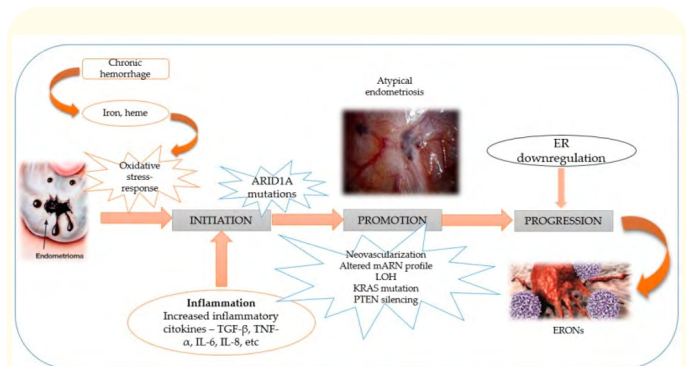 Chronic
hemorrhage
Iron, heme
Oxidative
stress-
response
Endometrioma
INITIATION
ARID1A
mutations
Inflammation
Increased inflammatory
citokines – TGF-β, TNF-
α, IL-6, IL-8, etc
Atypical
endometriosis
PROMOTION
Neovascularization
Altered mARN profile
LOH
KRAS mutation
PTEN silencing
ER
downregulation
PROGRESSION
ERONs